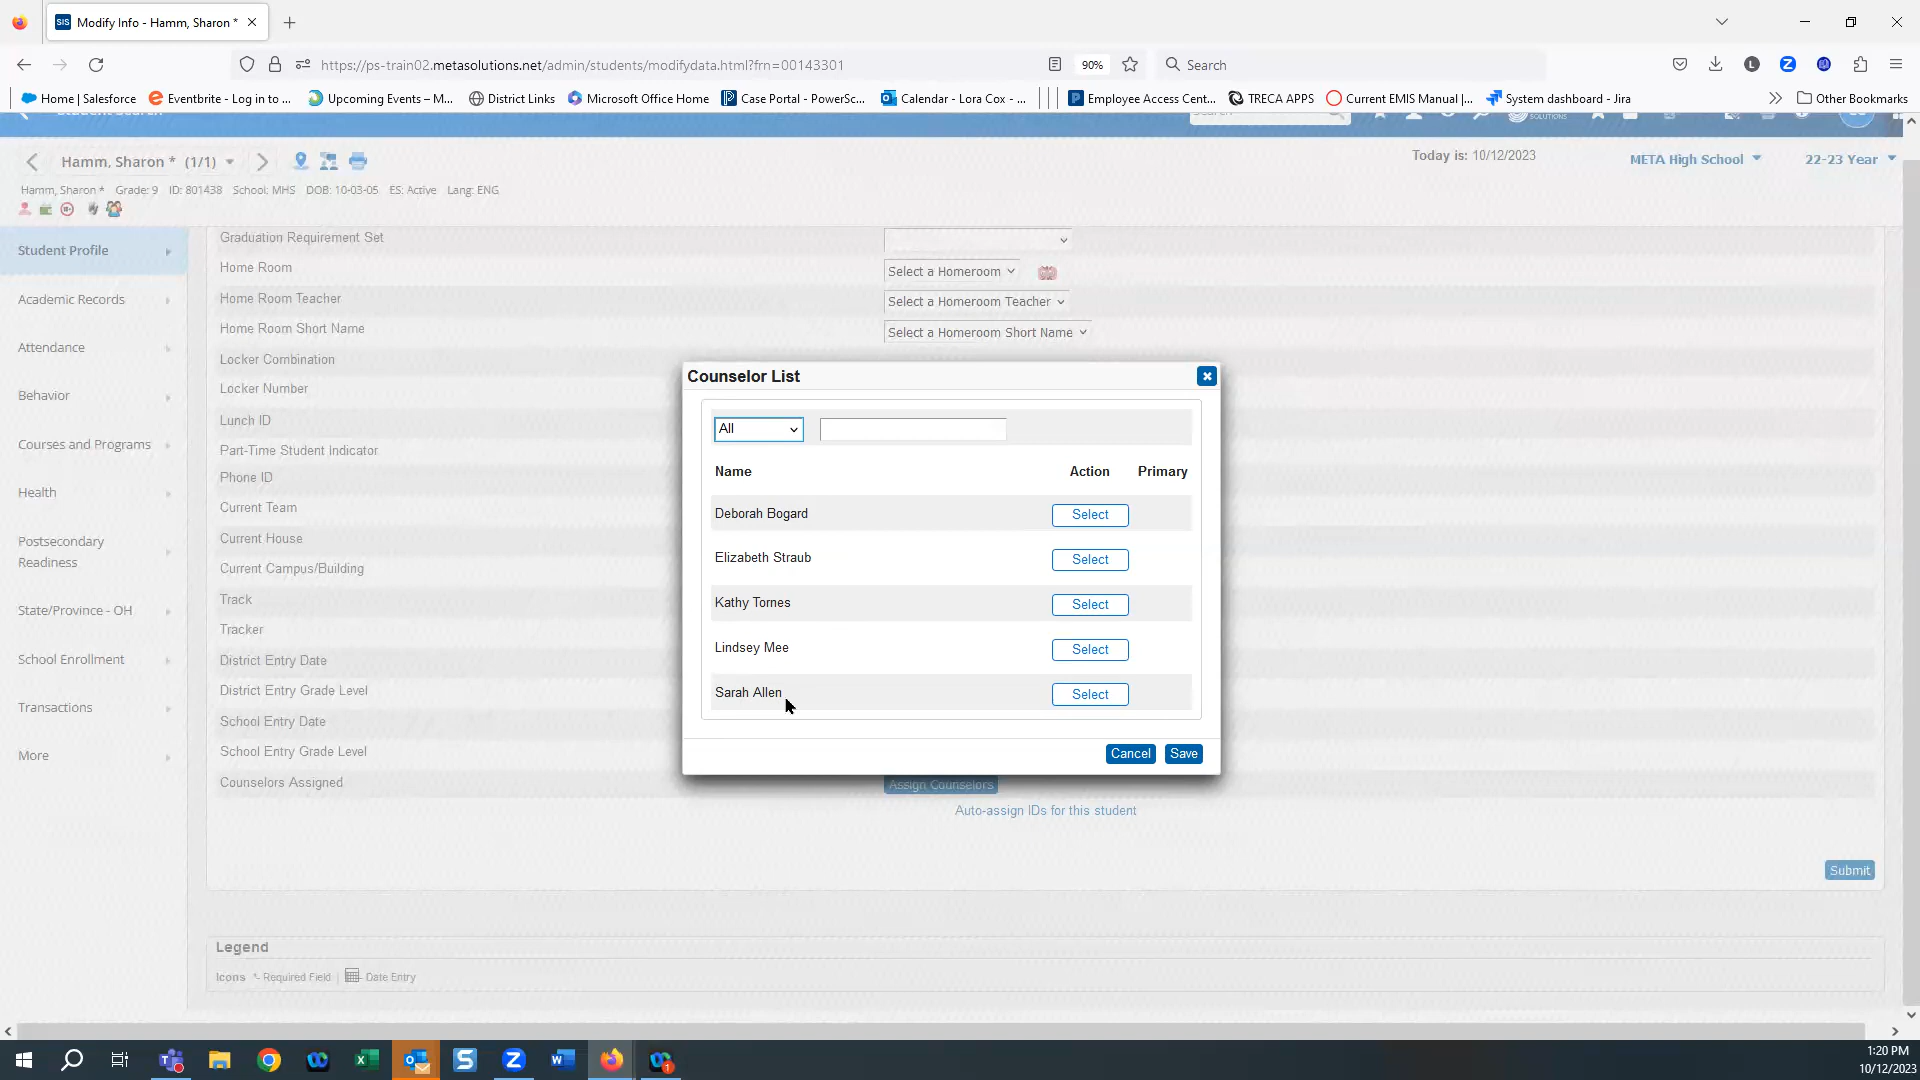 SIS Modify Info - Hamm, Sharon *
https://ps-train02.metasolutions.net/admin/students/modifydata.html?frn=00143301
90%
Search
Home | Salesforce
Eventbrite - Log in to ...
Upcoming Events – M...
District Links
Microsoft Office Home
Case Portal - PowerSc...
Calendar - Lora Cox - ...
Employee Access Cent...
TRECA APPS
Current EMIS Manual |...
System dashboard - Jira
Other Bookmarks
Student Search
Search
SOLUTIONS
Hamm, Sharon * (1/1)
Today is: 10/12/2023
META High School
22-23 Year
Hamm, Sharon * Grade: 9 ID: 801438 School: MHS DOB: 10-03-05 ES: Active Lang: ENG
Student Profile
Academic Records
Attendance
Behavior
Courses and Programs
Health
Postsecondary
Readiness
State/Province - OH
School Enrollment
Transactions
More
Graduation Requirement Set
Home Room
Select a Homeroom
Home Room Teacher
Select a Homeroom Teacher
Home Room Short Name
Select a Homeroom Short Name
Locker Combination
Locker Number
Lunch ID
Part-Time Student Indicator
Phone ID
Current Team
Current House
Current Campus/Building
Track
Tracker
District Entry Date
District Entry Grade Level
School Entry Date
School Entry Grade Level
Counselors Assigned
Assign Counselors
Auto-assign IDs for this student
Submit
Counselor List
All
Name Action Primary
Deborah Bogard Select
Elizabeth Straub Select
Kathy Tornes Select
Lindsey Mee Select
Sarah Allen Select
Cancel Save
Legend
Icons *- Required Field | - Date Entry
1:20 PM
10/12/2023